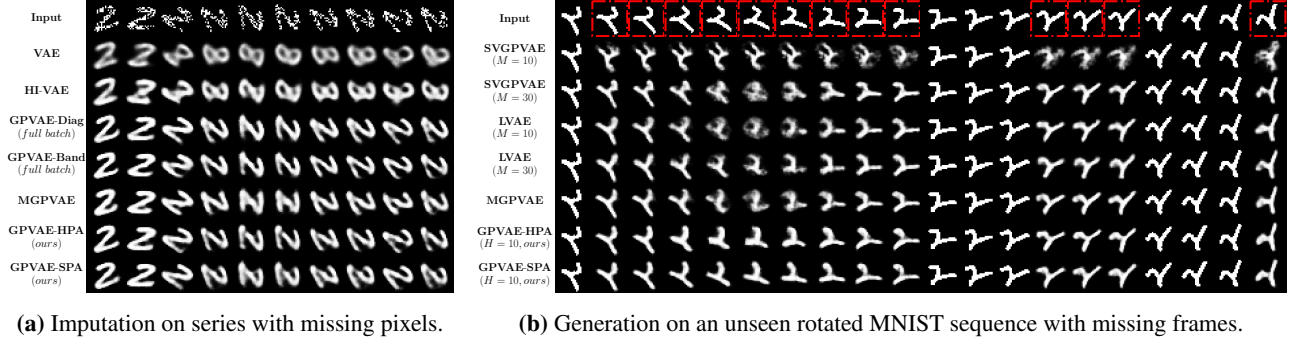 Input
VAE
HI-VAE
GPVAE-Diag
(full batch)
GPVAE-Band
(full batch)
MGPVAE
GPVAE-HPA
(ours)
GPVAE-SPA
(ours)
(a) Imputation on series with missing pixels.
Input
SVGPVAE
(M = 10)
SVGPVAE
(M = 30)
LVAE
(M = 10)
LVAE
(M = 30)
MGPVAE
GPVAE-HPA
(H = 10, ours)
GPVAE-SPA
(H = 10, ours)
(b) Generation on an unseen rotated MNIST sequence with missing frames.